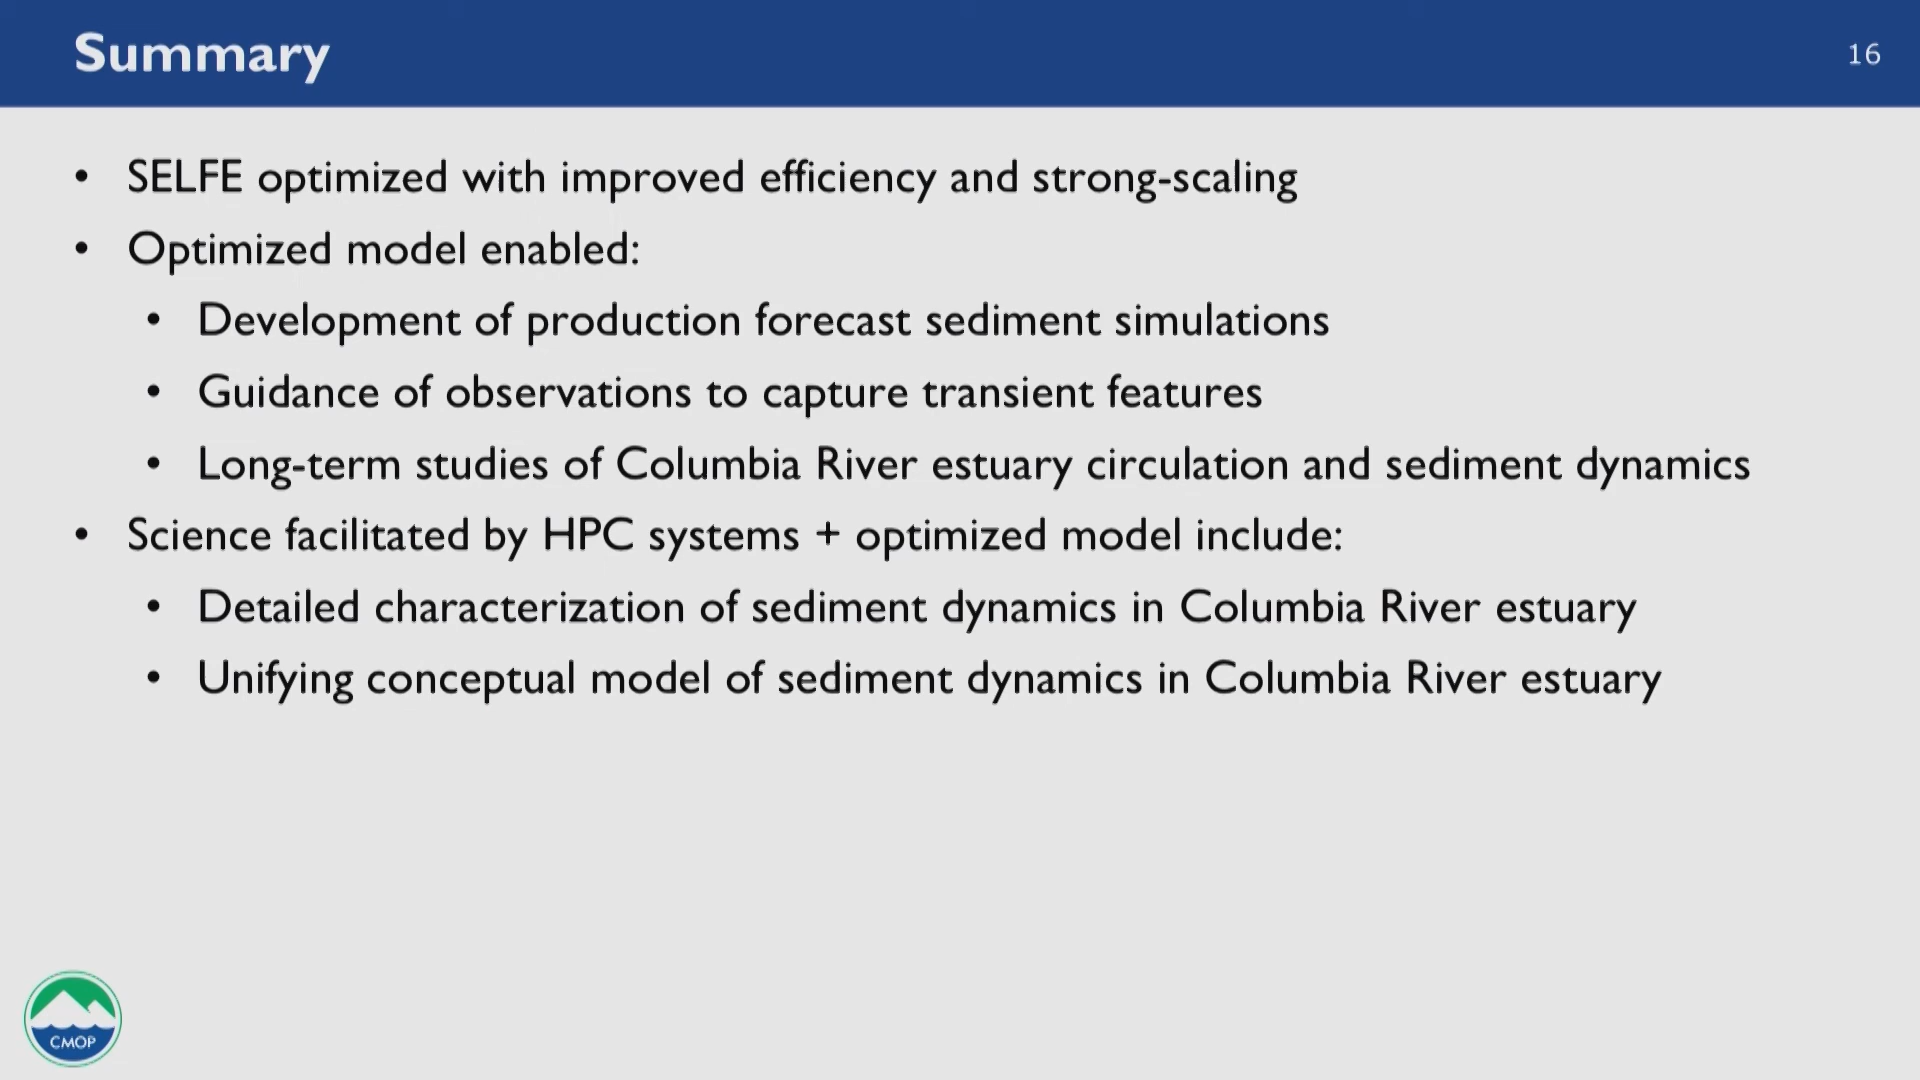 Summary
16
• SELFE optimized with improved efficiency and strong-scaling
• Optimized model enabled:
• Development of production forecast sediment simulations
• Guidance of observations to capture transient features
• Long-term studies of Columbia River estuary circulation and sediment dynamics
• Science facilitated by HPC systems + optimized model include:
• Detailed characterization of sediment dynamics in Columbia River estuary
• Unifying conceptual model of sediment dynamics in Columbia River estuary
CMOP